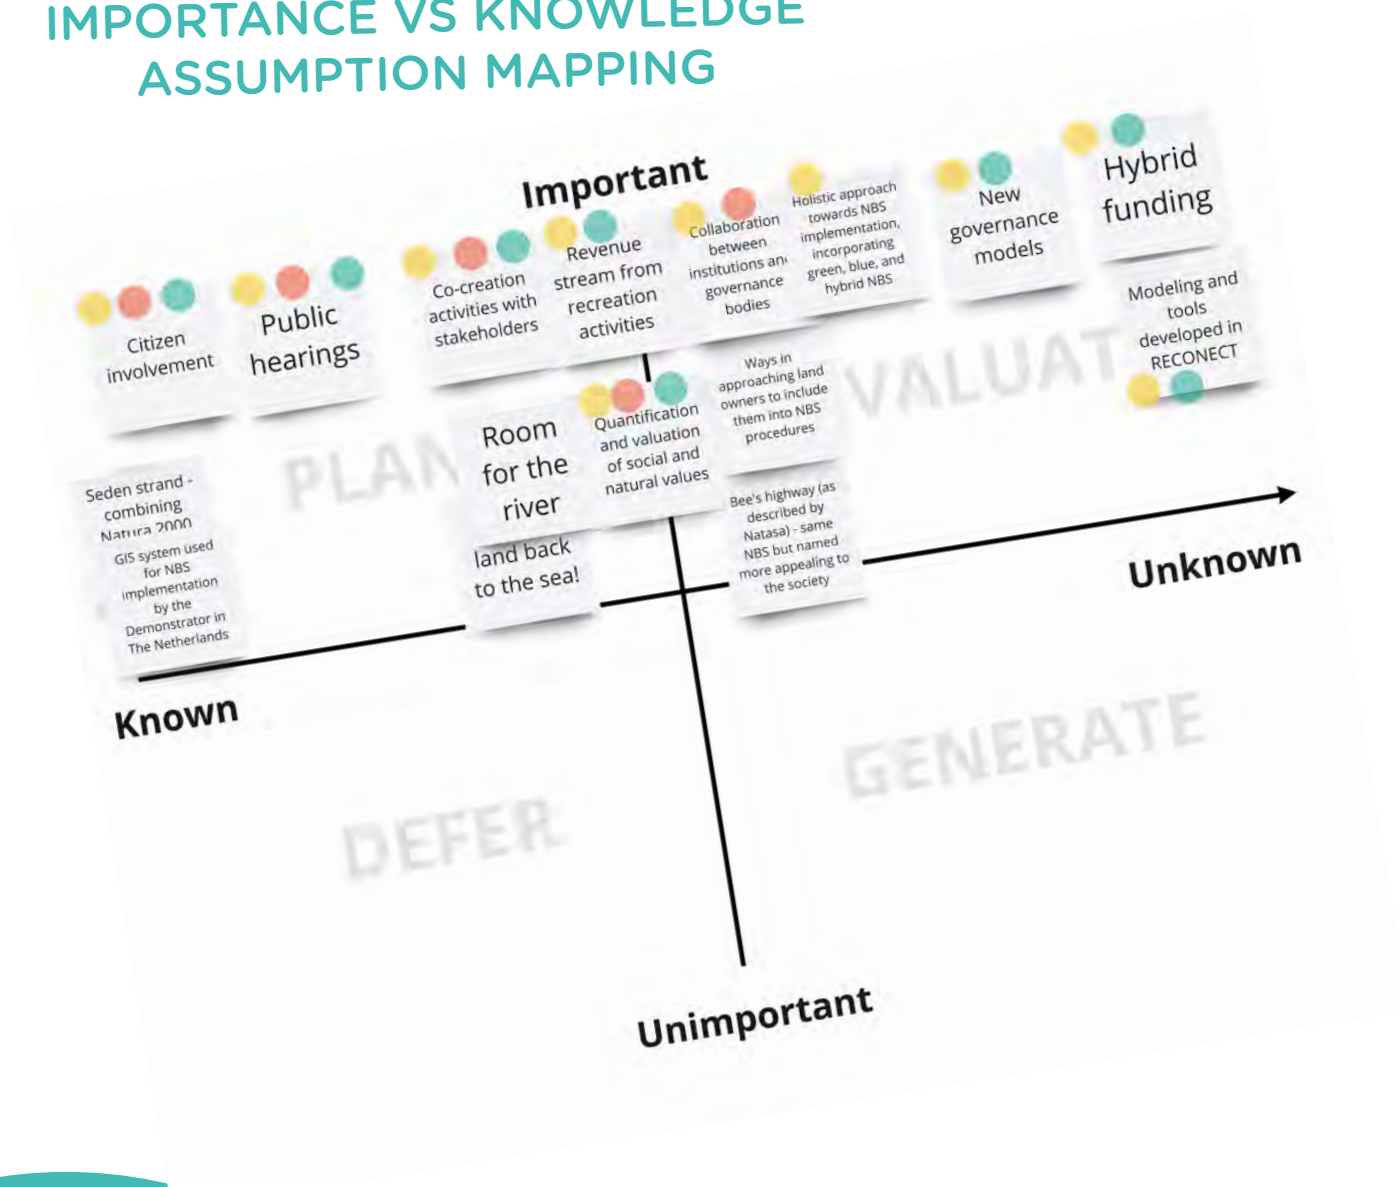 IMPORTANCE VS KNOWLEDGE
ASSUMPTION MAPPING
Important
Citizen
involvement
Public
hearings
Co-creation
activities with
stakeholders
Revenue
stream from
recreation
activities
Collaboration
between
institutions and
governance
bodies
Holistic approach
towards NBS
implementation,
incorporating
green, blue, and
hybrid NBS
New
governance
models
Hybrid
funding
Modeling and
tools
developed in
RECONECT
PLAN
VALUAT
Seden strand -
combining
Natura 2000
GIS system used
for NBS
implementation
by the
Demonstrator in
The Netherlands
Room
for the
river
land back
to the sea!
Quantification
and valuation
of social and
natural values
Ways in
approaching land
owners to include
them into NBS
procedures
Bee's highway (as
described by
Natasa) - same
NBS but named
more appealing to
the society
Unknown
Known
GENERATE
DEFER
Unimportant